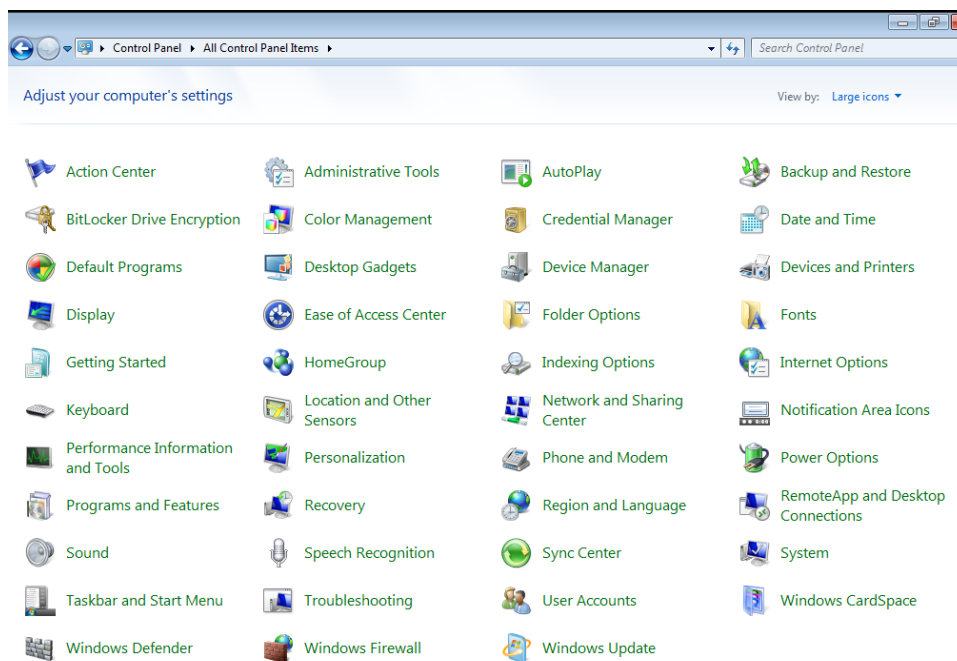 Control Panel All Control Panel Items Search Control Panel
Adjust your computer's settings View by: Large icons
Action Center Administrative Tools AutoPlay Backup and Restore
BitLocker Drive Encryption Color Management Credential Manager Date and Time
Default Programs Desktop Gadgets Device Manager Devices and Printers
Display Ease of Access Center Folder Options Fonts
Getting Started HomeGroup Indexing Options Internet Options
Keyboard Location and Other Sensors Network and Sharing Center Notification Area Icons
Performance Information and Tools Personalization Phone and Modem Power Options
Programs and Features Recovery Region and Language RemoteApp and Desktop Connections
Sound Speech Recognition Sync Center System
Taskbar and Start Menu Troubleshooting User Accounts Windows CardSpace
Windows Defender Windows Firewall Windows Update